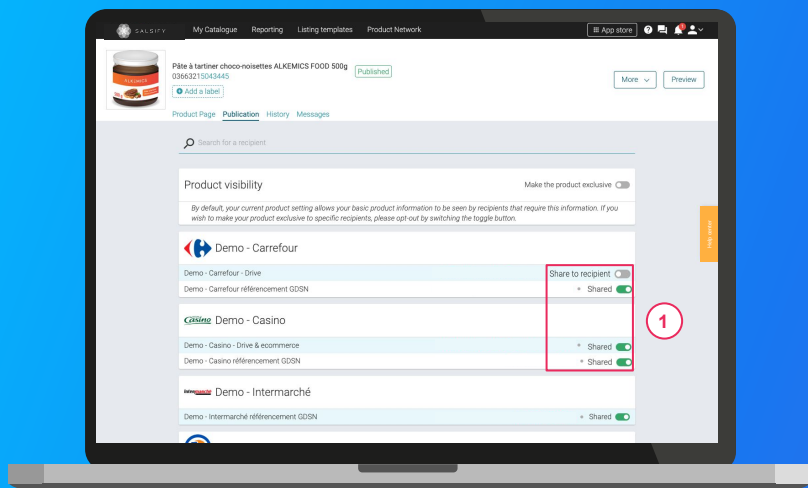 SALSIFY My Catalogue Reporting Listing templates Product Network App store
Pâte à tartiner choco-noisettes ALKEMICS FOOD 500g Published
03663215043445
Add a label
More Preview
ALKEMICS
Product Page Publication History Messages
Search for a recipient
Product visibility Make the product exclusive
By default, your current product setting allows your basic product information to be seen by recipients that require this information. If you
wish to make your product exclusive to specific recipients, please opt-out by switching the toggle button.
Help center
Demo - Carrefour
Demo - Carrefour - Drive Share to recipient
Demo - Carrefour référencement GDSN Shared
1
Casino Demo - Casino
Demo - Casino - Drive & ecommerce Shared
Demo - Casino référencement GDSN Shared
Intermarché Demo - Intermarché
Demo - Intermarché référencement GDSN Shared